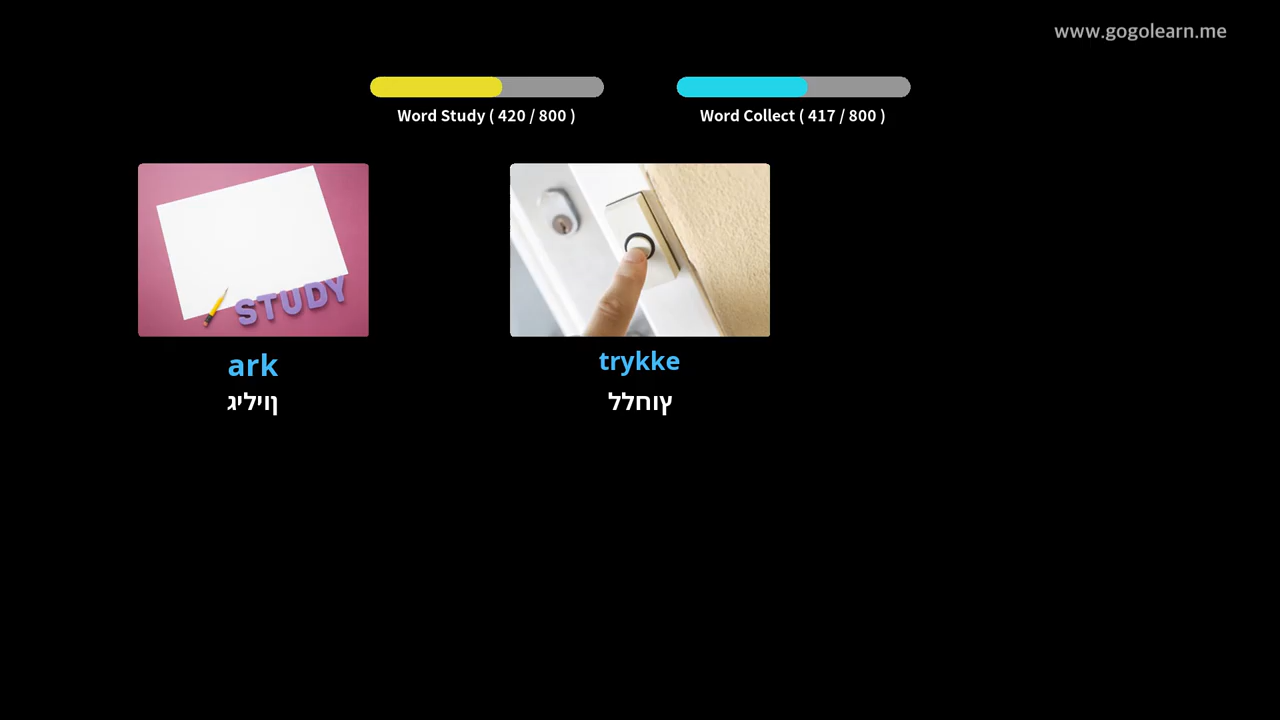 www.gogolearn.me
Word Study ( 420 / 800 )
Word Collect ( 417 / 800 )
STUDY
ark
גיליון
trykke
ללחוץ